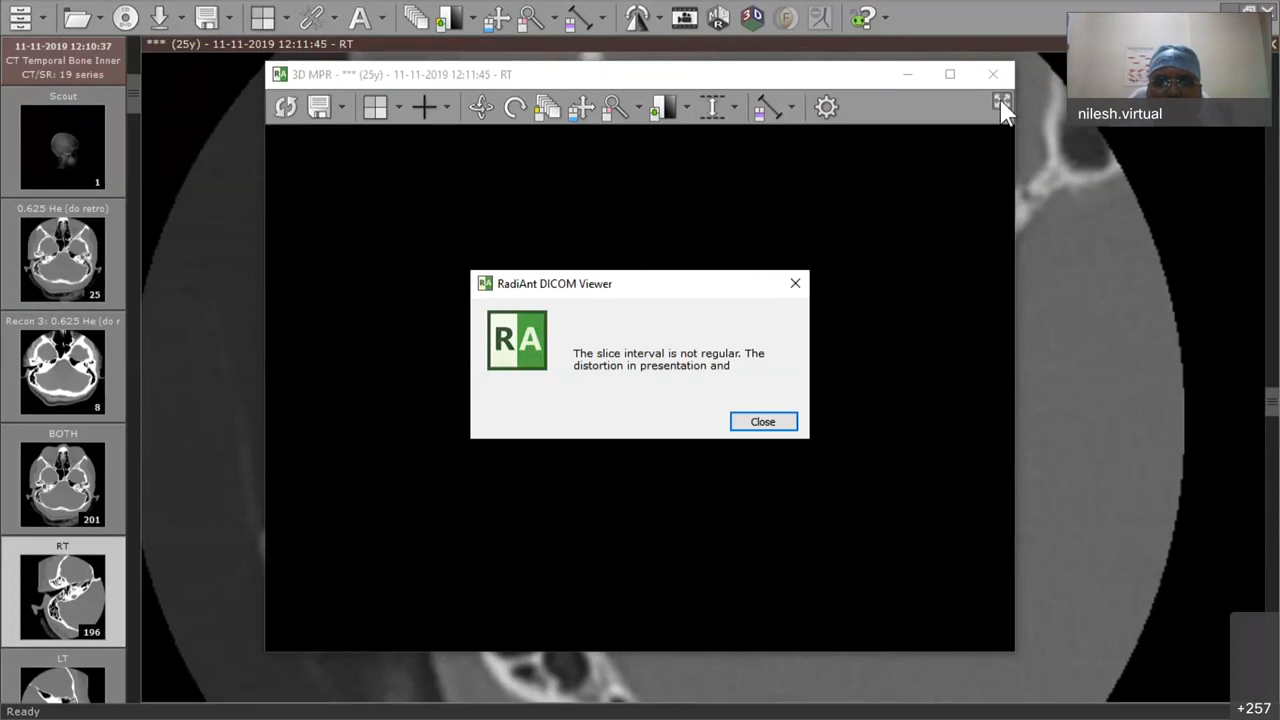 11-11-2019 12:10:37
CT Temporal Bone Inner
CT/SR: 19 series
Scout
1
0.625 He (do retro)
25
Recon 3: 0.625 He (do r
8
BOTH
201
RT
196
LT
Ready
*** (25y) - 11-11-2019 12:11:45 - RT
RA
3D MPR - *** (25y) - 11-11-2019 12:11:45 - RT
RA
RadiAnt DICOM Viewer
RA
The slice interval is not regular. The
distortion in presentation and
Close
nilesh.virtual
3D
+257